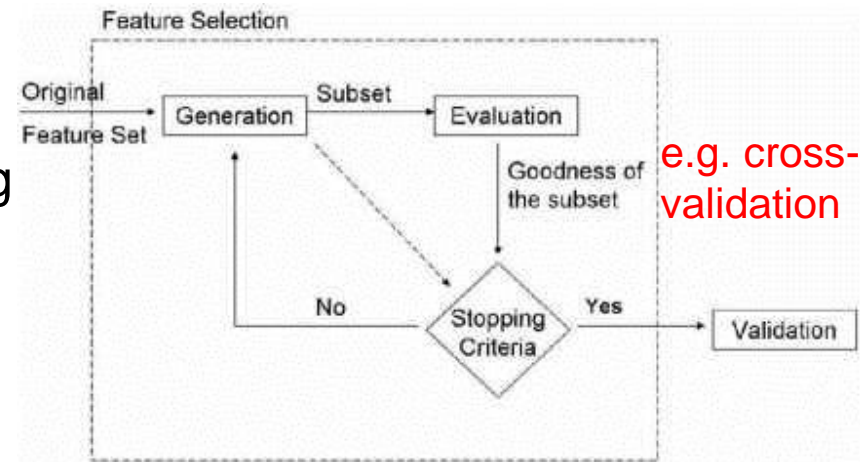 Feature Selection
Original
Feature Set
Generation
Subset
Evaluation
g
Goodness of
the subset
e.g. cross-
validation
No
Stopping
Criteria
Yes
Validation